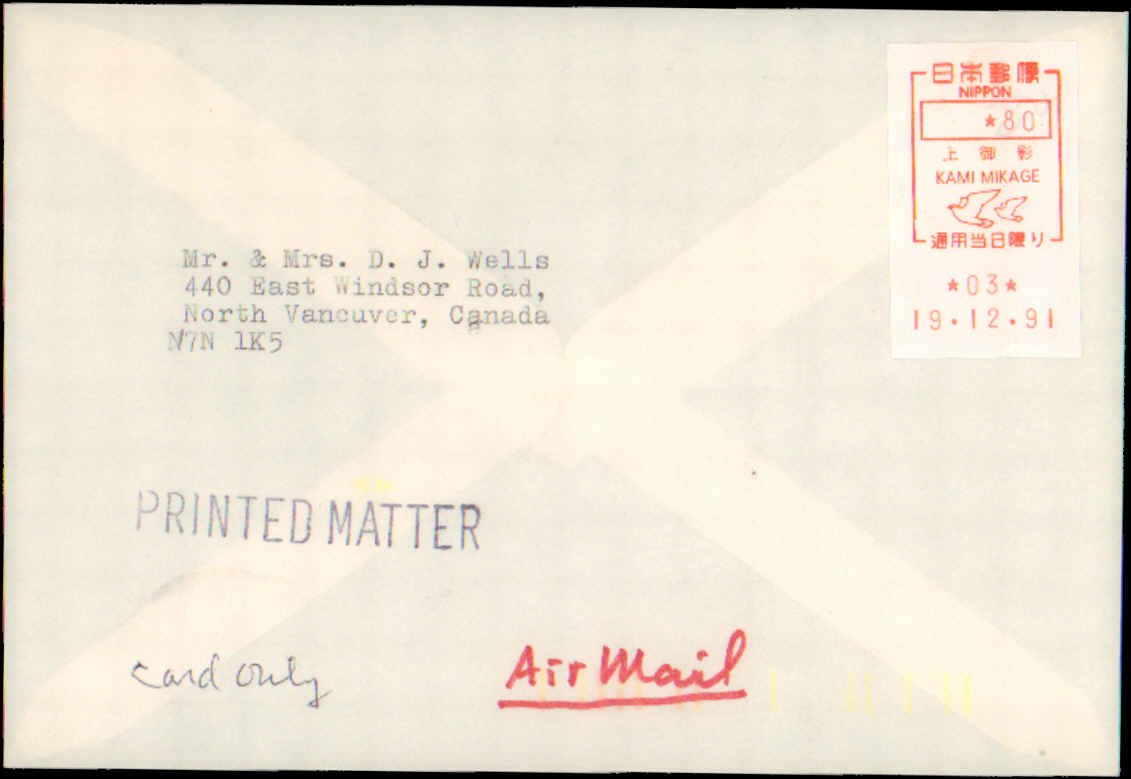 日本郵便
NIPPON
*80
上御影
KAMI MIKAGE
通用当日限り
*03*
19.12.91
Mr. & Mrs. D. J. Wells
440 East Windsor Road,
North Vancuver, Canada
V7N 1K5
PRINTED MATTER
Card Only
Air Mail